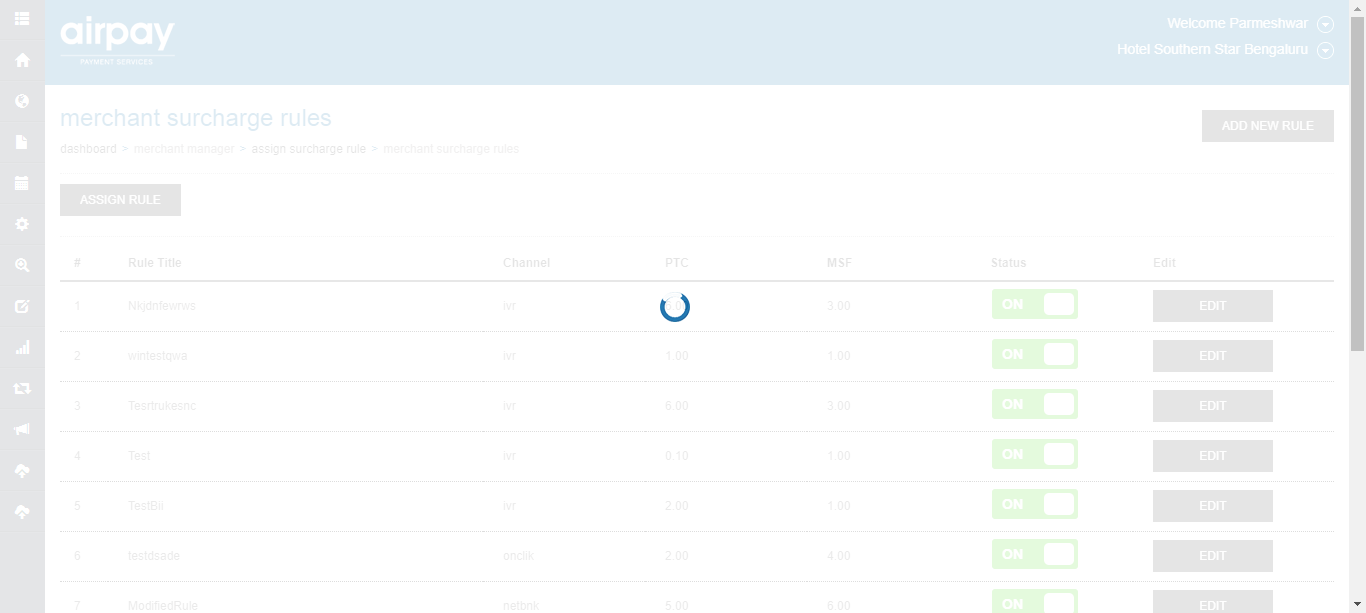 airpay
PAYMENT SERVICES
Welcome Parmeshwar
Hotel Southern Star Bengaluru
merchant surcharge rules
ADD NEW RULE
dashboard > merchant manager > assign surcharge rule > merchant surcharge rules
ASSIGN RULE
# Rule Title Channel PTC MSF Status Edit
1 Nkjdnfewrws ivr 3.00 ON EDIT
2 wintestqwa ivr 1.00 1.00 ON EDIT
3 Tesrtrukesnc ivr 6.00 3.00 ON EDIT
4 Test ivr 0.10 1.00 ON EDIT
5 ivr 2.00 1.00 ON EDIT
6 testdsade 2.00 4.00 ON EDIT
7 ModifiedRule netbnk 5.00 6.00 ON EDIT